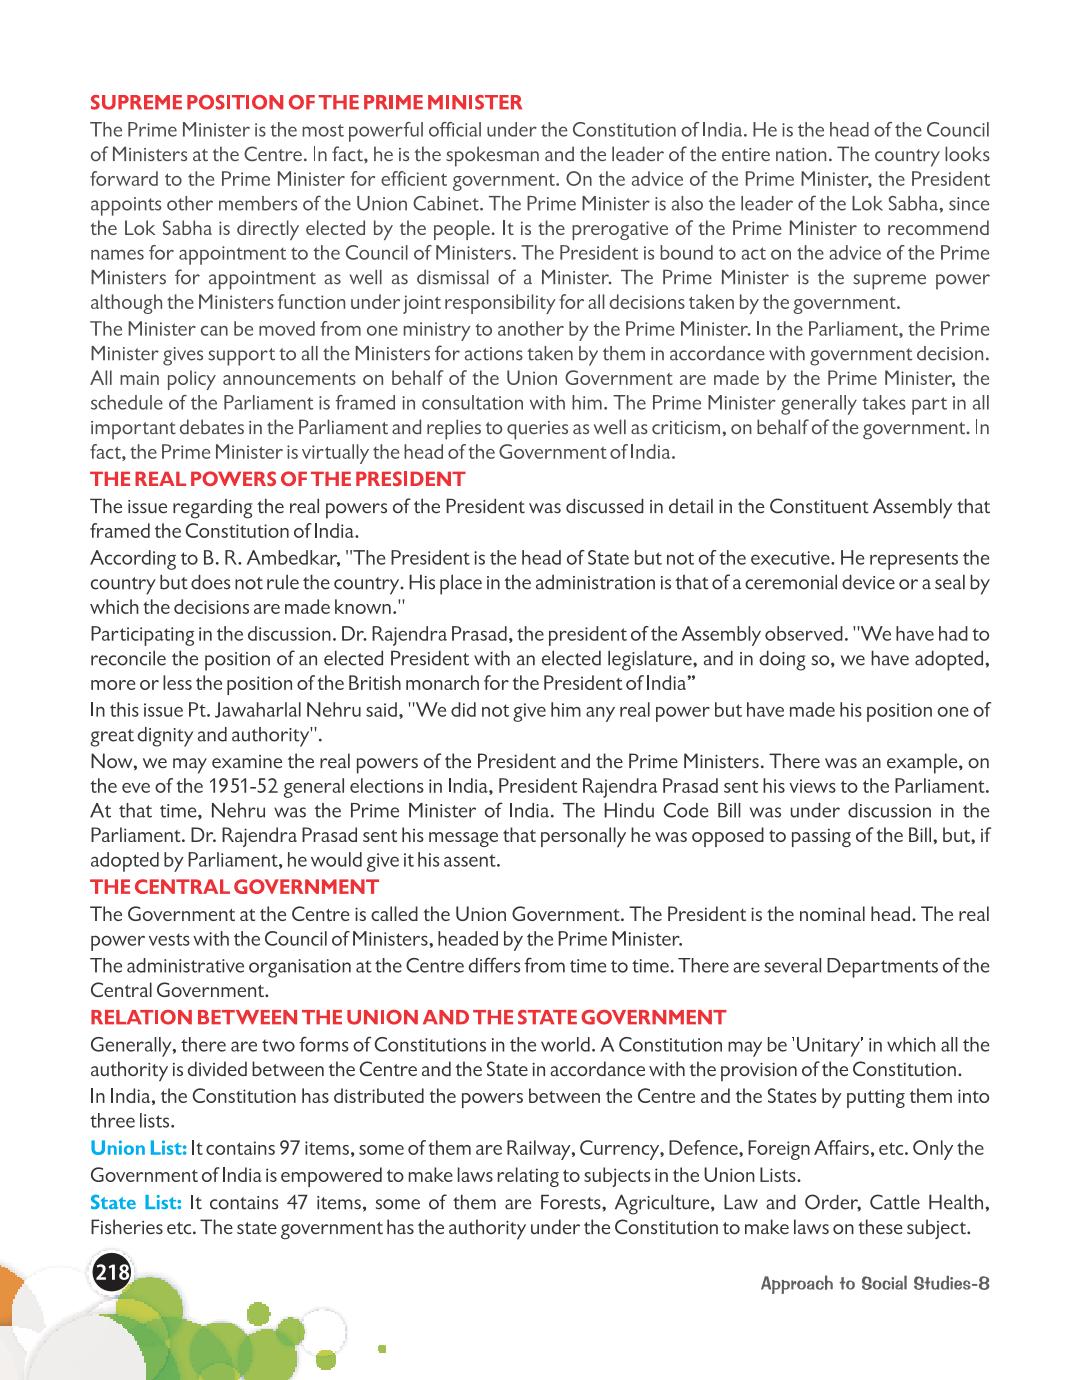 SUPREME POSITION OF THE PRIME MINISTER
The Prime Minister is the most powerful official under the Constitution of India. He is the head of the Council
of Ministers at the Centre. In fact, he is the spokesman and the leader of the entire nation. The country looks
forward to the Prime Minister for efficient government. On the advice of the Prime Minister, the President
appoints other members of the Union Cabinet. The Prime Minister is also the leader of the Lok Sabha, since
the Lok Sabha is directly elected by the people. It is the prerogative of the Prime Minister to recommend
names for appointment to the Council of Ministers. The President is bound to act on the advice of the Prime
Ministers for appointment as well as dismissal of a Minister. The Prime Minister is the supreme power
although the Ministers function under joint responsibility for all decisions taken by the government.
The Minister can be moved from one ministry to another by the Prime Minister. In the Parliament, the Prime
Minister gives support to all the Ministers for actions taken by them in accordance with government decision.
All main policy announcements on behalf of the Union Government are made by the Prime Minister, the
schedule of the Parliament is framed in consultation with him. The Prime Minister generally takes part in all
important debates in the Parliament and replies to queries as well as criticism, on behalf of the government. In
fact, the Prime Minister is virtually the head of the Government of India.
THE REAL POWERS OF THE PRESIDENT
The issue regarding the real powers of the President was discussed in detail in the Constituent Assembly that
framed the Constitution of India.
According to B. R. Ambedkar, "The President is the head of State but not of the executive. He represents the
country but does not rule the country. His place in the administration is that of a ceremonial device or a seal by
which the decisions are made known."
Participating in the discussion. Dr. Rajendra Prasad, the president of the Assembly observed. "We have had to
reconcile the position of an elected President with an elected legislature, and in doing so, we have adopted,
more or less the position of the British monarch for the President of India”
In this issue Pt. Jawaharlal Nehru said, "We did not give him any real power but have made his position one of
great dignity and authority".
Now, we may examine the real powers of the President and the Prime Ministers. There was an example, on
the eve of the 1951-52 general elections in India, President Rajendra Prasad sent his views to the Parliament.
At that time, Nehru was the Prime Minister of India. The Hindu Code Bill was under discussion in the
Parliament. Dr. Rajendra Prasad sent his message that personally he was opposed to passing of the Bill, but, if
adopted by Parliament, he would give it his assent.
THE CENTRAL GOVERNMENT
The Government at the Centre is called the Union Government. The President is the nominal head. The real
power vests with the Council of Ministers, headed by the Prime Minister.
The administrative organisation at the Centre differs from time to time. There are several Departments of the
Central Government.
RELATION BETWEEN THE UNION AND THE STATE GOVERNMENT
Generally, there are two forms of Constitutions in the world. A Constitution may be 'Unitary' in which all the
authority is divided between the Centre and the State in accordance with the provision of the Constitution.
In India, the Constitution has distributed the powers between the Centre and the States by putting them into
three lists.
Union List: It contains 97 items, some of them are Railway, Currency, Defence, Foreign Affairs, etc. Only the
Government of India is empowered to make laws relating to subjects in the Union Lists.
State List: It contains 47 items, some of them are Forests, Agriculture, Law and Order, Cattle Health,
Fisheries etc. The state government has the authority under the Constitution to make laws on these subject.
218
Approach to Social Studies-8